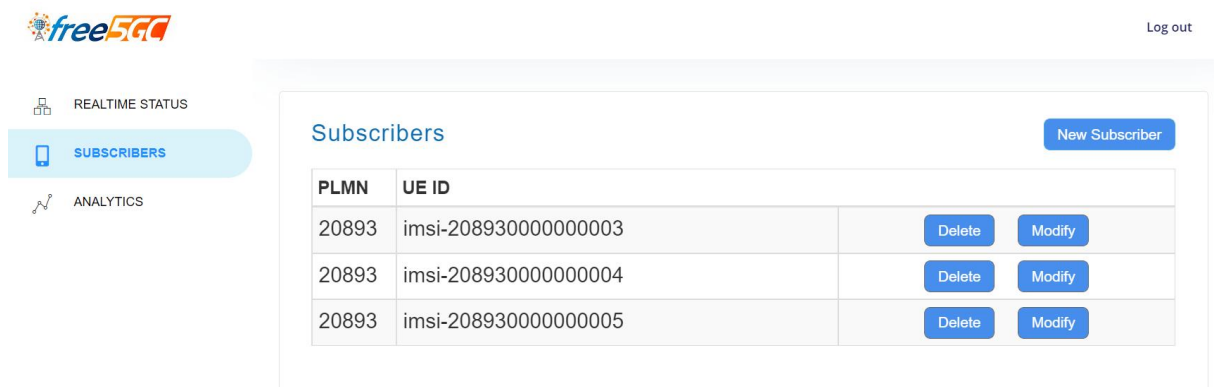 free5GC
Log out
REALTIME STATUS
SUBSCRIBERS
ANALYTICS
Subscribers
New Subscriber
PLMN UE ID
20893 imsi-208930000000003 Delete Modify
20893 imsi-208930000000004 Delete Modify
20893 imsi-208930000000005 Delete Modify